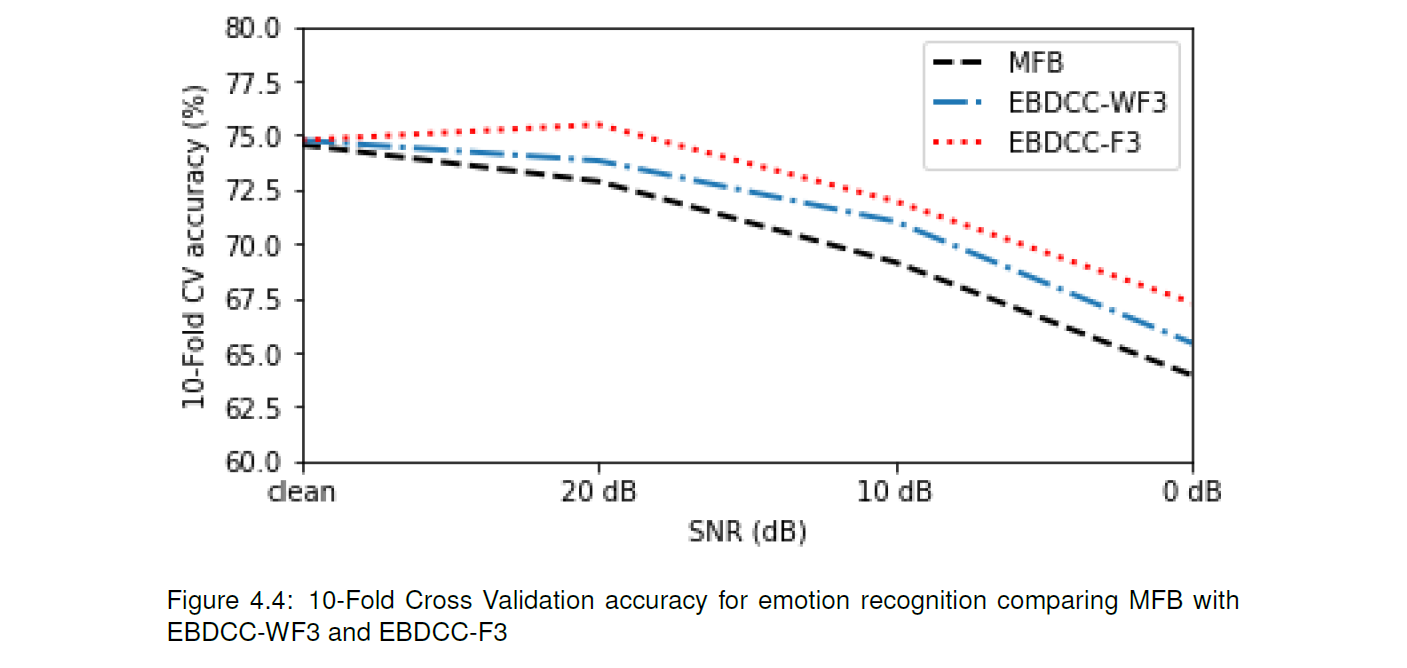 80.0
77.5
75.0
72.5
70.0
67.5
65.0
62.5
60.0
10-Fold CV accuracy (%)
MFB
EBDCC-WF3
EBDCC-F3
clean 20 dB 10 dB 0 dB
SNR (dB)
Figure 4.4: 10-Fold Cross Validation accuracy for emotion recognition comparing MFB with
EBDCC-WF3 and EBDCC-F3